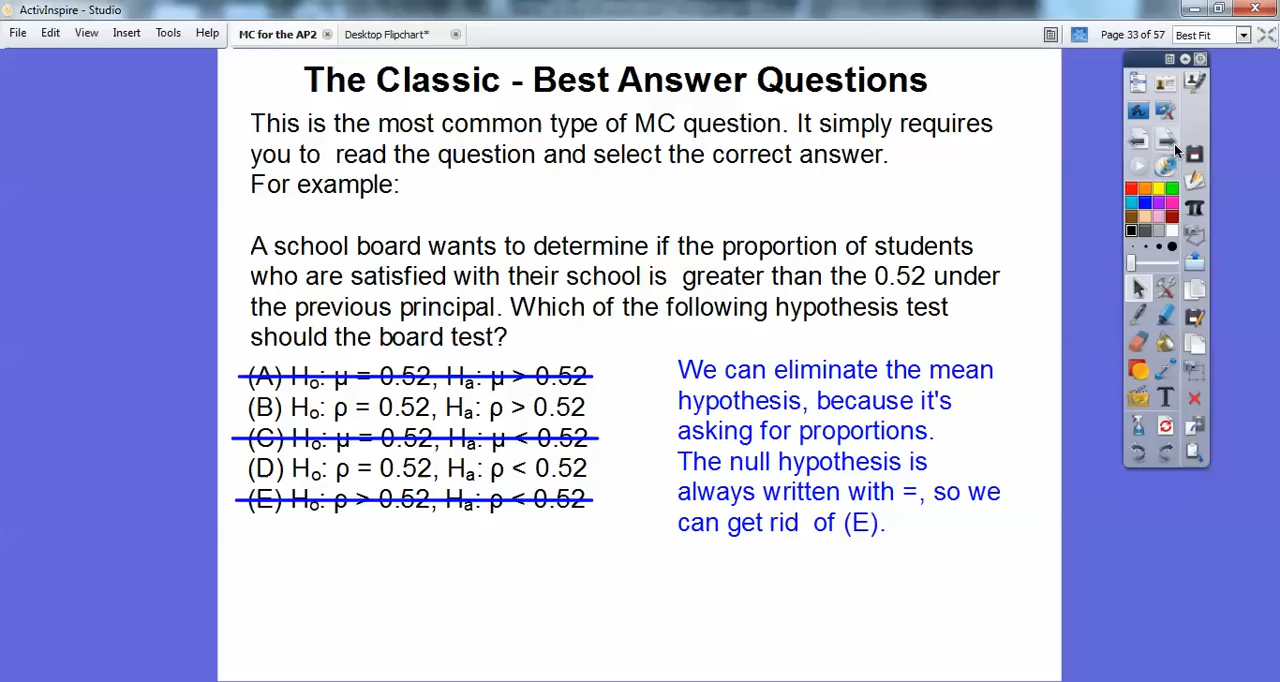 ActivInspire - Studio
File Edit View Insert Tools Help MC for the AP2 Desktop Flipchart* Page 33 of 57 Best Fit
The Classic - Best Answer Questions
This is the most common type of MC question. It simply requires
you to read the question and select the correct answer.
For example:
A school board wants to determine if the proportion of students
who are satisfied with their school is greater than the 0.52 under
the previous principal. Which of the following hypothesis test
should the board test?
(A) Hₒ: μ = 0.52, Hₐ: μ > 0.52
(B) Hₒ: ρ = 0.52, Hₐ: ρ > 0.52
(C) Hₒ: μ = 0.52, Hₐ: μ < 0.52
(D) Hₒ: ρ = 0.52, Hₐ: ρ < 0.52
(E) Hₒ: ρ > 0.52, Hₐ: ρ < 0.52
We can eliminate the mean
hypothesis, because it's
asking for proportions.
The null hypothesis is
always written with =, so we
can get rid of (E).